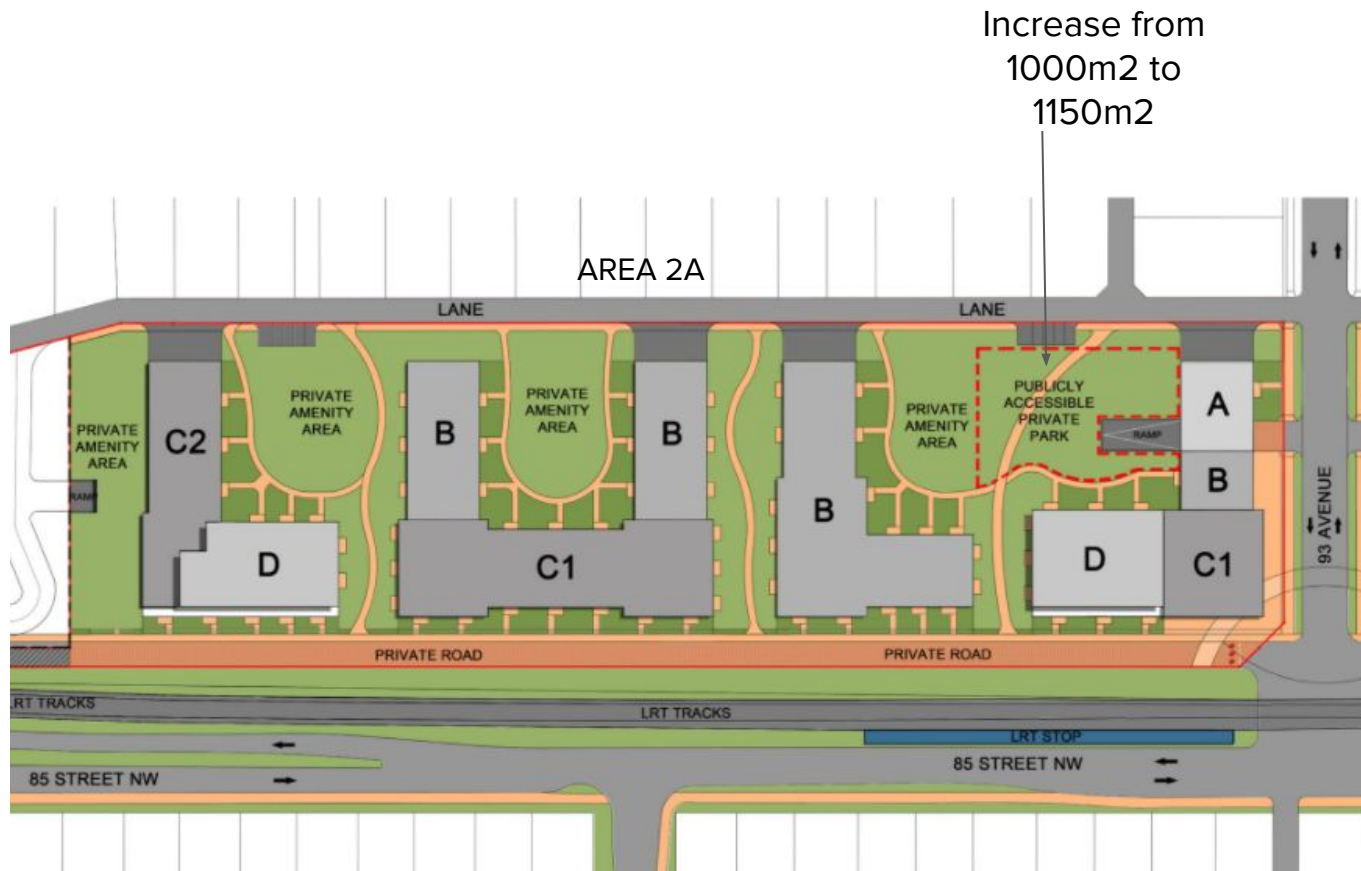 Increase from
1000m2 to
1150m2
AREA 2A
LANE
LANE
PRIVATE
AMENITY
AREA
C2
PRIVATE
AMENITY
AREA
B
PRIVATE
AMENITY
AREA
B
B
PRIVATE
AMENITY
AREA
PUBLICLY
ACCESSIBLE
PRIVATE
PARK
RAMP
A
B
RAMP
D
C1
D
C1
93 AVENUE
PRIVATE ROAD
PRIVATE ROAD
LRT TRACKS
LRT TRACKS
LRT STOP
85 STREET NW
85 STREET NW